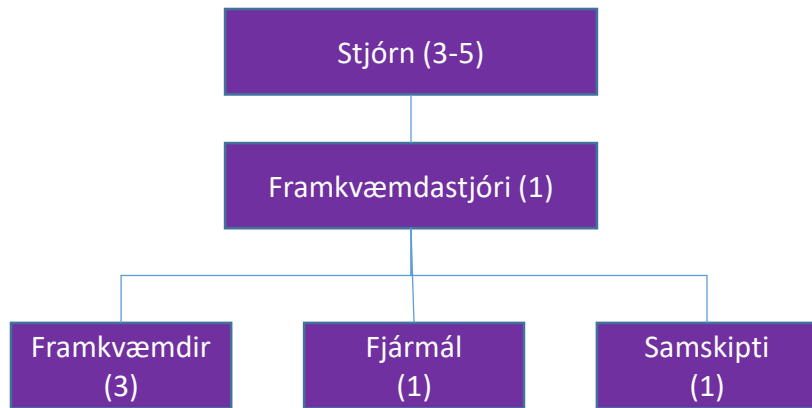 Stjórn (3-5)
Framkvæmdastjóri (1)
Framkvæmdir
(3)
Fjármál
(1)
Samskipti
(1)